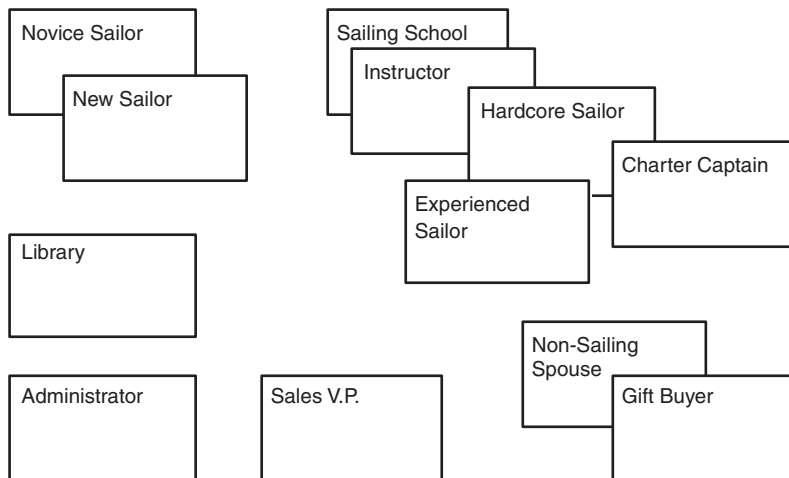 Novice Sailor
New Sailor
Sailing School
Instructor
Hardcore Sailor
Charter Captain
Experienced
Sailor
Library
Non-Sailing
Spouse
Administrator
Sales V.P.
Gift Buyer